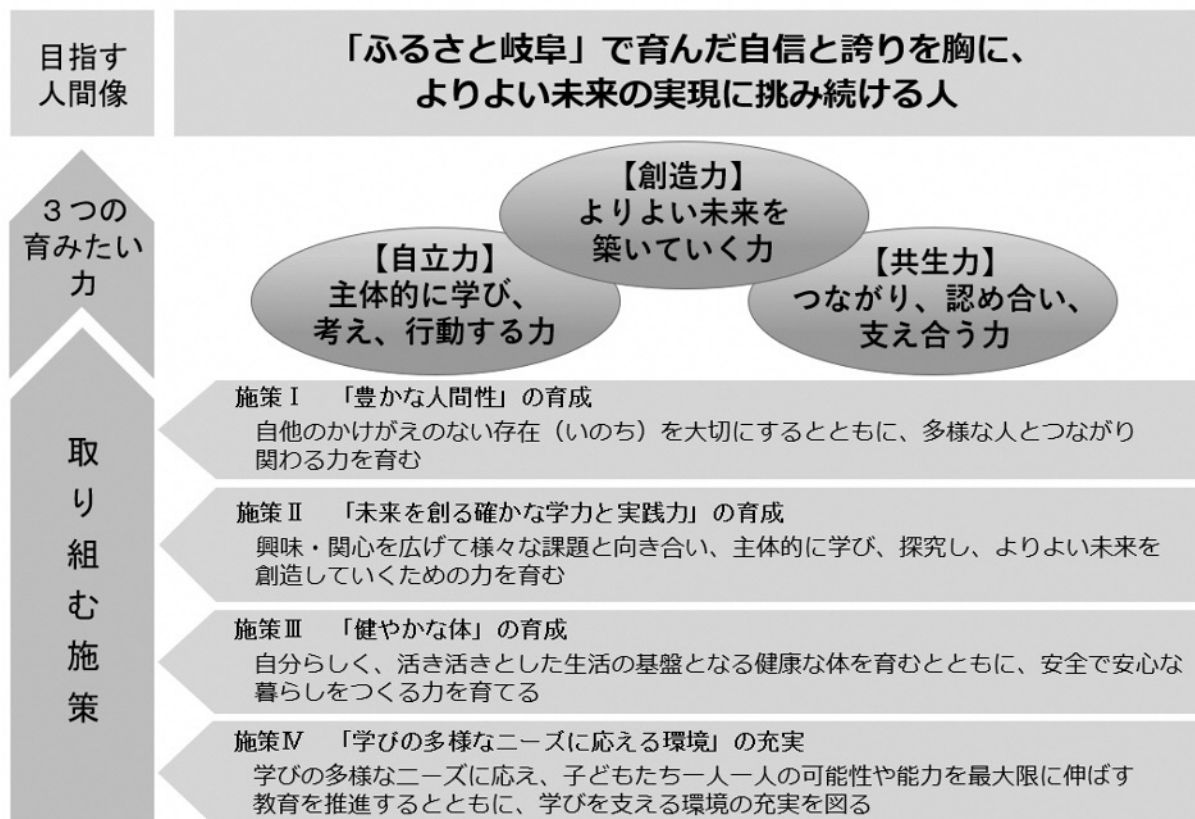 目指す
人間像
「ふるさと岐阜」で育んだ自信と誇りを胸に、
よりよい未来の実現に挑み続ける人
3つの
育みたい
力
【創造力】
よりよい未来を
築いていく力
【自立力】
主体的に学び、
考え、行動する力
【共生力】
つながり、認め合い、
支え合う力
取り組む施策
施策Ⅰ 「豊かな人間性」の育成
自他のかけがえのない存在（いのち）を大切にするとともに、多様な人とつながり
関わる力を育む
施策Ⅱ 「未来を創る確かな学力と実践力」の育成
興味・関心を広げて様々な課題と向き合い、主体的に学び、探究し、よりよい未来を
創造していくための力を育む
施策Ⅲ 「健やかな体」の育成
自分らしく、活き活きとした生活の基盤となる健康な体を育むとともに、安全で安心な
暮らしをつくる力を育てる
施策Ⅳ 「学びの多様なニーズに応える環境」の充実
学びの多様なニーズに応え、子どもたち一人一人の可能性や能力を最大限に伸ばす
教育を推進するとともに、学びを支える環境の充実を図る